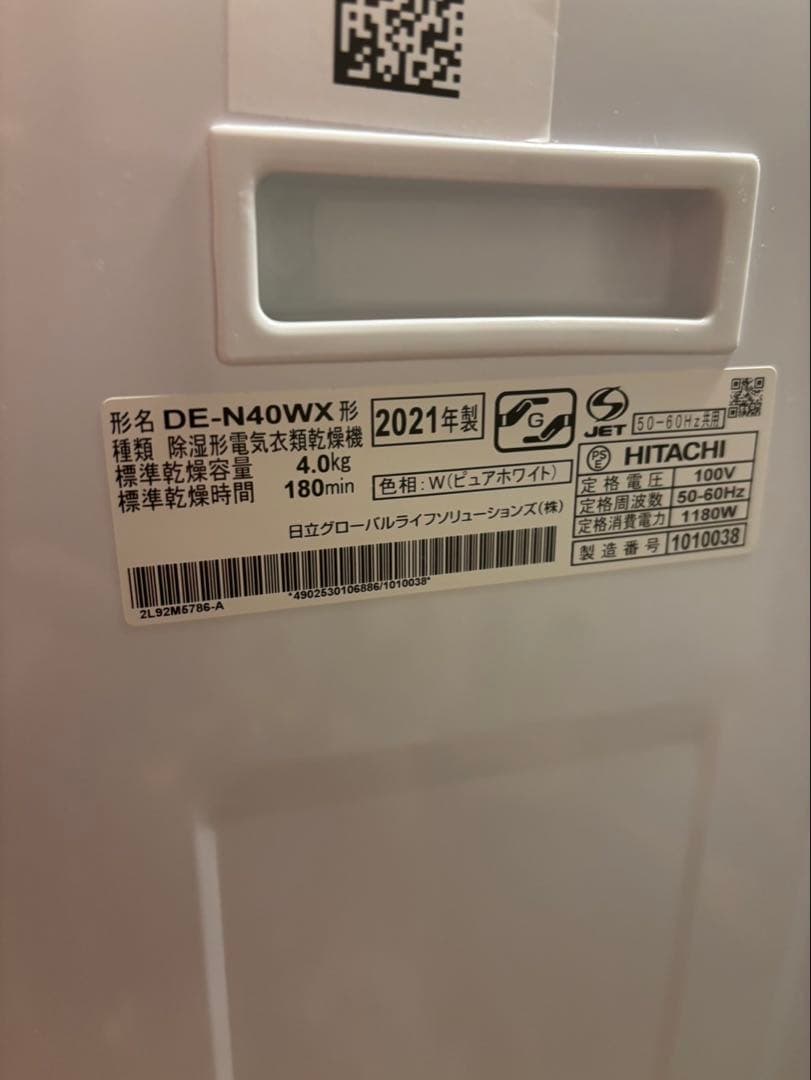 形名 DE-N40WX 形
種類 除湿形電気衣類乾燥機
標準乾燥容量 4.0kg
標準乾燥時間 180min
2021年製
色相:W(ピュアホワイト)
日立グローバルライフソリューションズ(株)
*4902530106886/1010038*
2L92M5786-A
G
S
JET
50-60Hz共用
PS
E
HITACHI
定格電圧 100V
定格周波数 50-60Hz
定格消費電力 1180W
製造番号 1010038